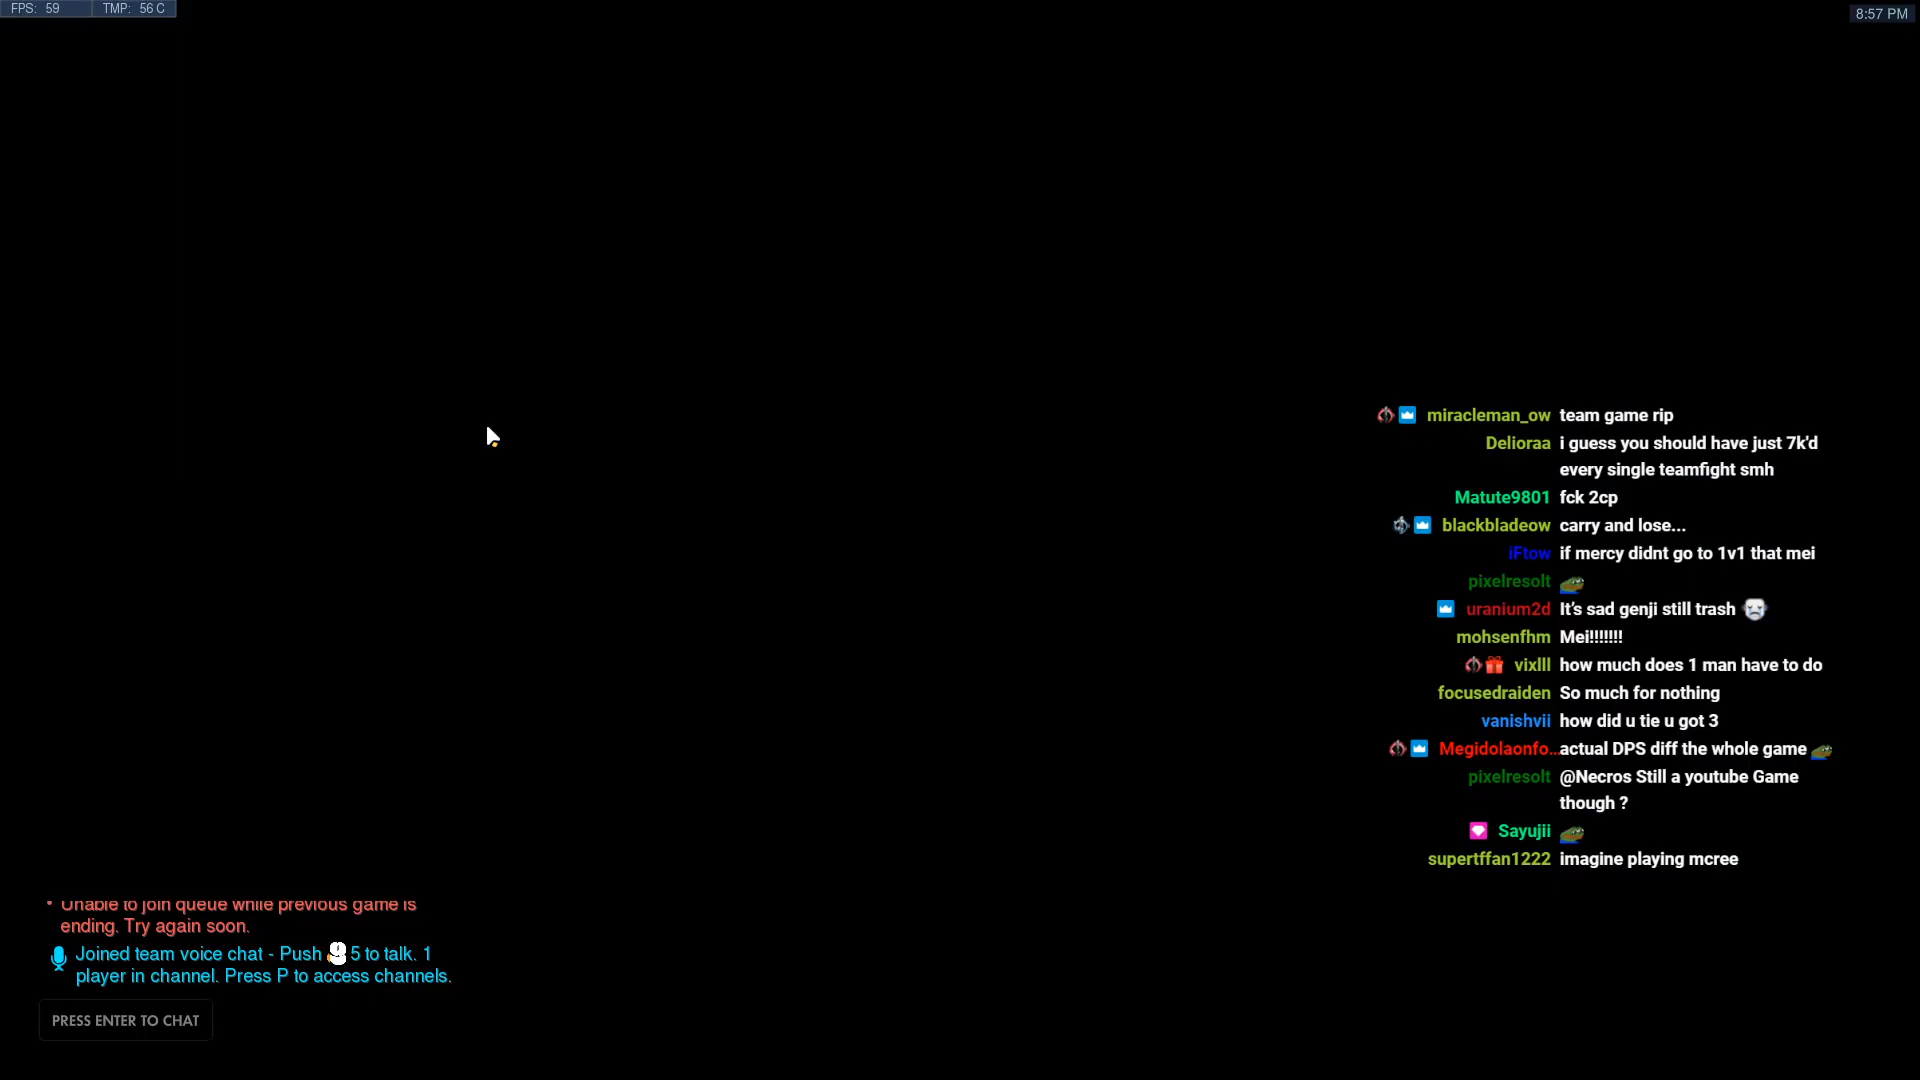 FPS: 59 TMP: 56 C
8:57 PM
miracleman_ow team game rip
Delioraa i guess you should have just 7k'd
every single teamfight smh
Matute9801 fck 2cp
blackbladeow carry and lose...
iFtow if mercy didnt go to 1v1 that mei
pixelresolt
uranium2d It's sad genji still trash
mohsenfhm Mei!!!!!!!
vixlll how much does 1 man have to do
focusedraiden So much for nothing
vanishvii how did u tie u got 3
Megidolaonfo... actual DPS diff the whole game
pixelresolt @Necros Still a youtube Game
though ?
Sayujii
supertffan1222 imagine playing mcree
• Unable to join queue while previous game is
ending. Try again soon.
Joined team voice chat - Push 5 to talk. 1
player in channel. Press P to access channels.
PRESS ENTER TO CHAT